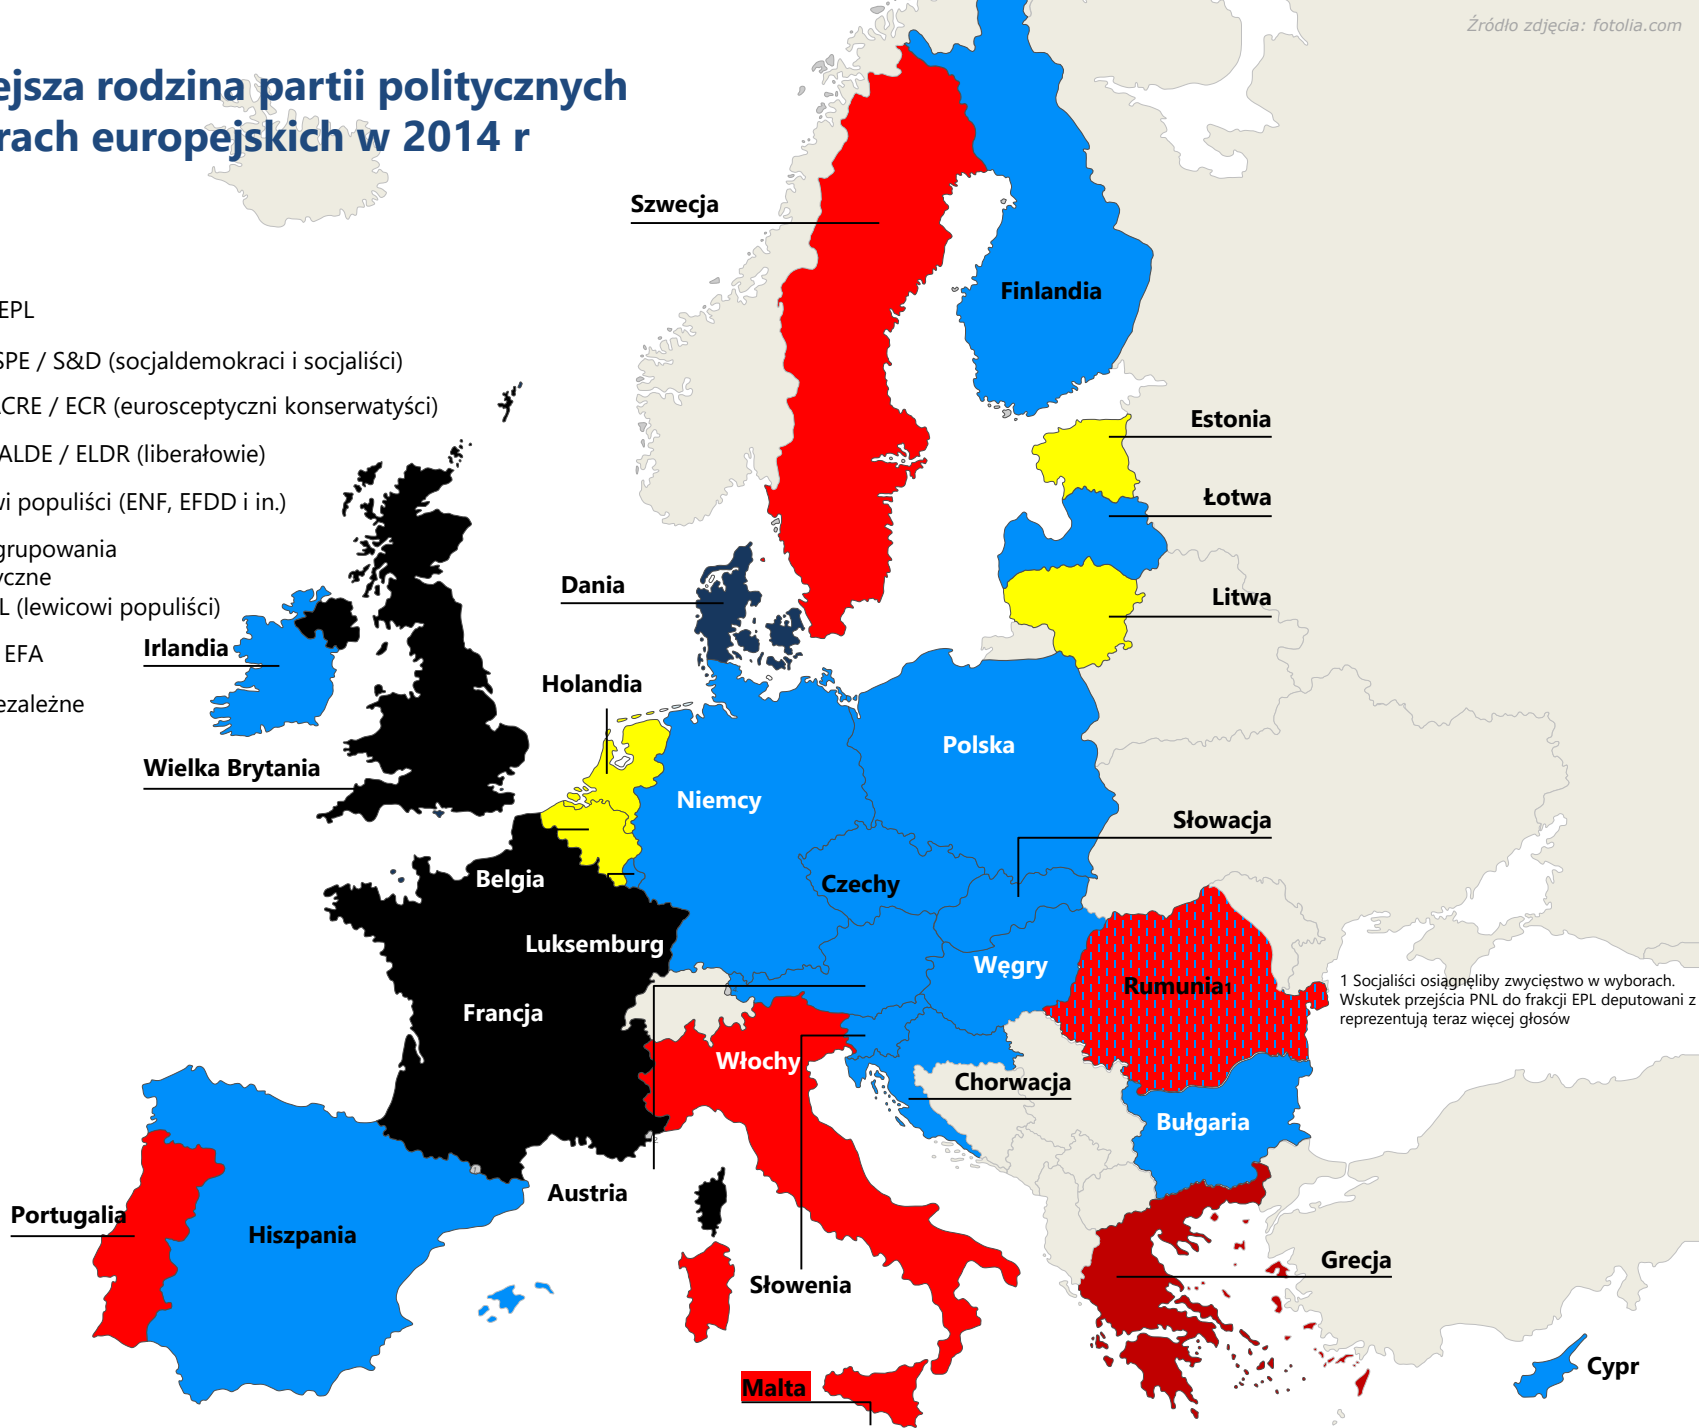 Źródło zdjęcia: fotolia.com
ejsza rodzina partii politycznych
rach europejskich w 2014 r
EPL
SPE / S&D (socjaldemokraci i socjaliści)
CRE / ECR (eurosceptyczni konserwatyści)
ALDE / ELDR (liberałowie)
wi populiści (ENF, EFDD i in.)
grupowania
yczne
L (lewicowi populiści)
EFA
ezależne
Szwecja
Finlandia
Estonia
Łotwa
Litwa
Dania
Irlandia
Holandia
Wielka Brytania
Polska
Niemcy
Słowacja
Belgia
Czechy
Luksemburg
Węgry
Rumunia1
1 Socjaliści osiągnęliby zwycięstwo w wyborach.
Wskutek przejścia PNL do frakcji EPL deputowani z
reprezentują teraz więcej głosów
Francja
Włochy
Chorwacja
Bułgaria
Austria
Portugalia
Hiszpania
Słowenia
Grecja
Malta
Cypr